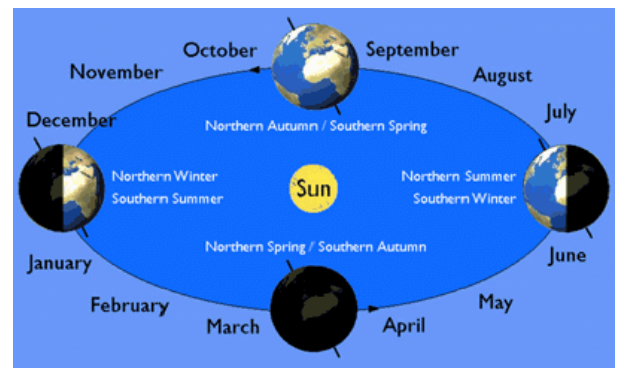 October
September
November
August
December
July
Northern Autumn / Southern Spring
Northern Winter
Southern Summer
Sun
Northern Summer
Southern Winter
Northern Spring / Southern Autumn
January
June
February
May
March
April